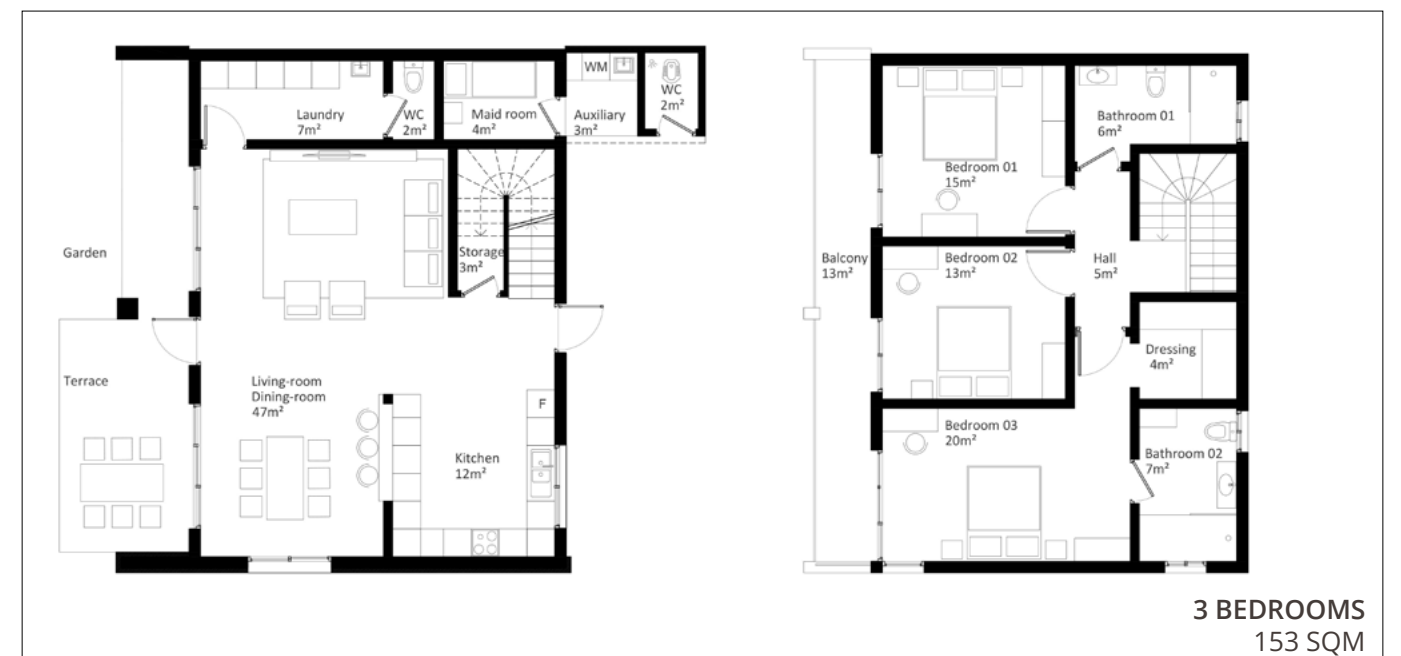 WM
Laundry
7m²
WC
2m²
Maid room
4m²
Auxiliary
3m²
WC
2m²
Garden
Storage
3m²
Terrace
Living-room
Dining-room
47m²
F
Kitchen
12m²
Bathroom 01
6m²
Bedroom 01
15m²
Balcony
13m²
Bedroom 02
13m²
Hall
5m²
Dressing
4m²
Bedroom 03
20m²
Bathroom 02
7m²
3 BEDROOMS
153 SQM